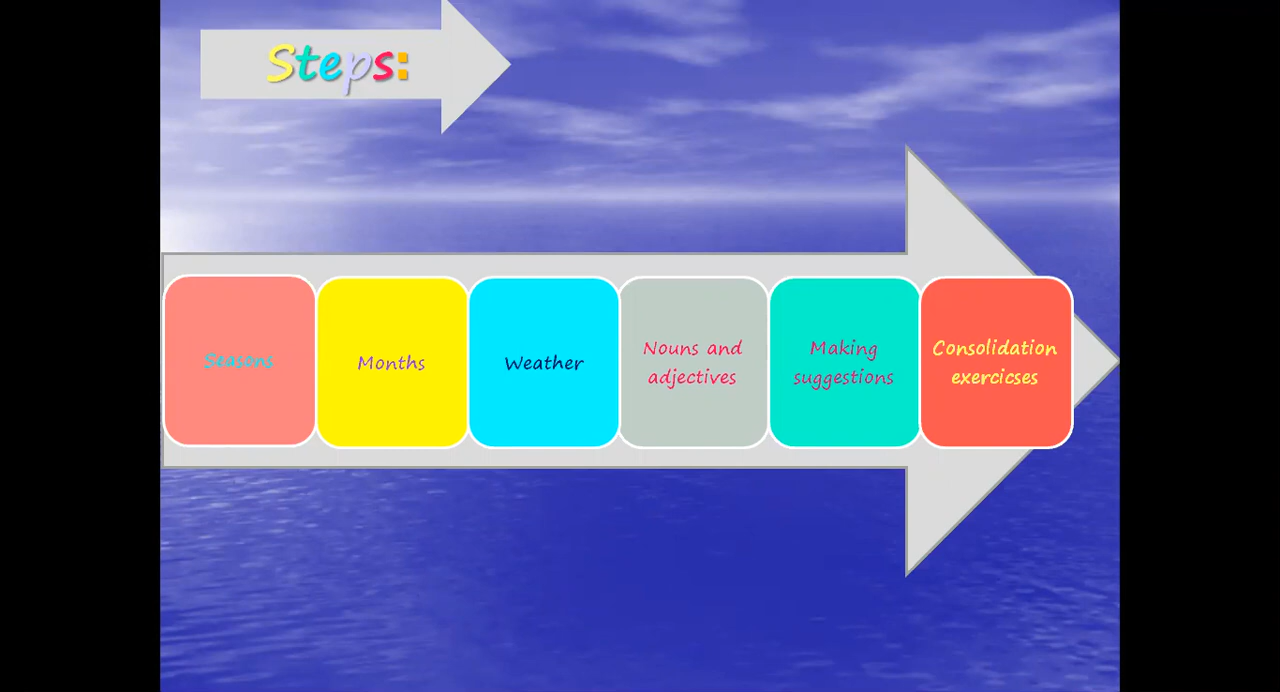 Steps:
Seasons
Months
Weather
Nouns and
adjectives
Making
suggestions
Consolidation
exercicses